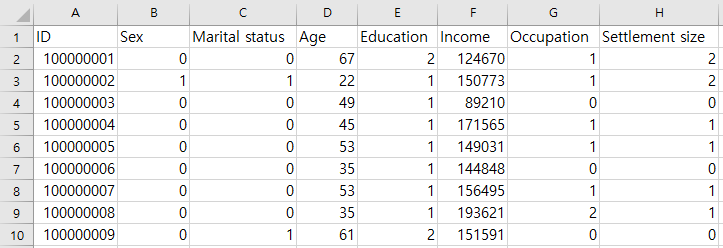 A B C D E F G H
1 ID Sex Marital status Age Education Income Occupation Settlement size
2 100000001 0 0 67 2 124670 1 2
3 100000002 1 1 22 1 150773 1 2
4 100000003 0 0 49 1 89210 0 0
5 100000004 0 0 45 1 171565 1 1
6 100000005 0 0 53 1 149031 1 1
7 100000006 0 0 35 1 144848 0 0
8 100000007 0 0 53 1 156495 1 1
9 100000008 0 0 35 1 193621 2 1
10 100000009 0 1 61 2 151591 0 0